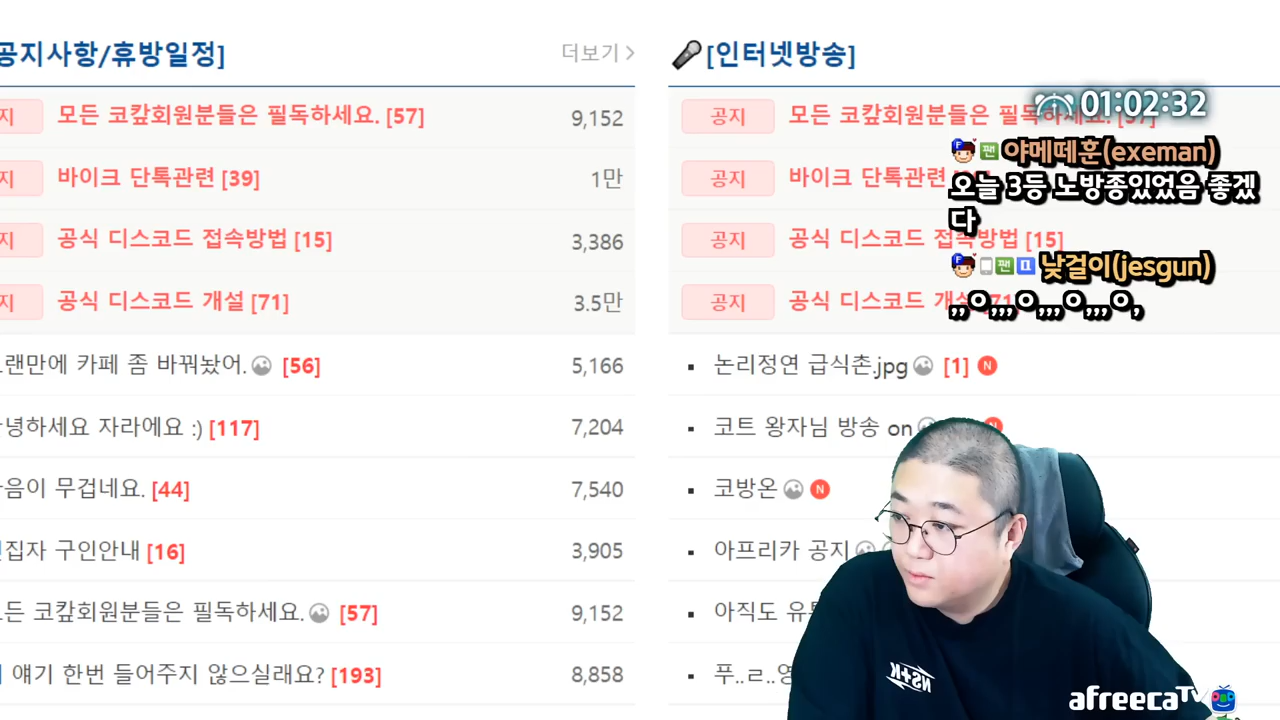 공지사항/휴방일정]
더보기 >
지 모든 코캎회원분들은 필독하세요. [57] 9,152
지 바이크 단톡관련 [39] 1만
지 공식 디스코드 접속방법 [15] 3,386
지 공식 디스코드 개설 [71] 3.5만
랜만에 카페 좀 바꿔놨어. [56] 5,166
녕하세요 자라에요 :) [117] 7,204
음이 무겁네요. [44] 7,540
집자 구인안내 [16] 3,905
든 코캎회원분들은 필독하세요. [57] 9,152
얘기 한번 들어주지 않으실래요? [193] 8,858
[인터넷방송]
공지 모든 코캎회원분들은 필독하세요. [57]
공지 바이크 단톡관련
공지 공식 디스코드 접속방법 [15]
공지 공식 디스코드 개설 [71]
논리정연 급식촌.jpg [1] N
코트 왕자님 방송 on N
코방온 N
아프리카 공지
아직도 유튜
푸..ㄹ..영
01:02:32
F 팬 야메떼훈(exeman)
오늘 3등 노방종있었음 좋겠
다
F 팬 낮걸이(jesgun)
,,ㅇ,,,ㅇ,,,ㅇ,,,ㅇ,
NS+K
afreecaTV